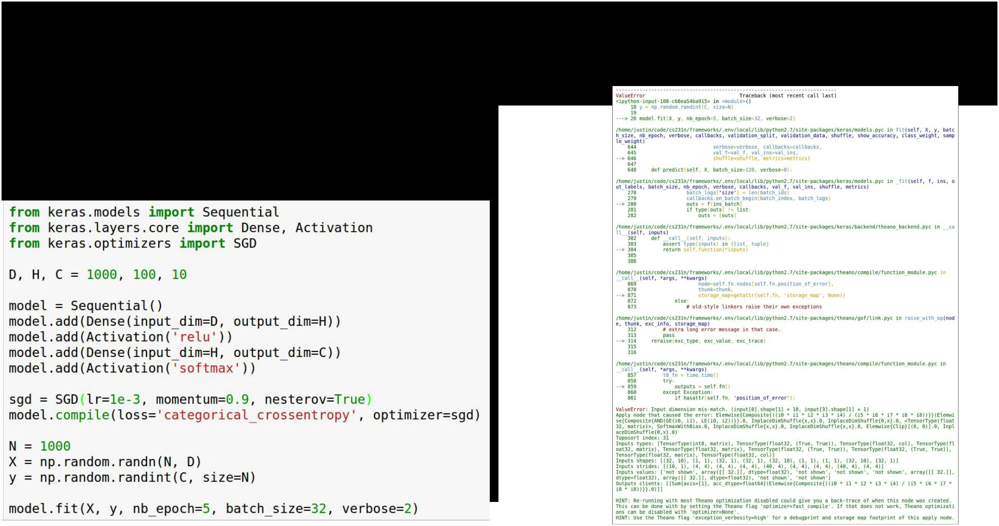 from keras.models import Sequential
from keras.layers.core import Dense, Activation
from keras.optimizers import SGD
D, H, C = 1000, 100, 10
model = Sequential()
model.add(Dense(input_dim=D, output_dim=H))
model.add(Activation('relu'))
model.add(Dense(input_dim=H, output_dim=C))
model.add(Activation('softmax'))
sgd = SGD(lr=1e-3, momentum=0.9, nesterov=True)
model.compile(loss='categorical_crossentropy', optimizer=sgd)
N = 1000
X = np.random.randn(N, D)
y = np.random.randint(C, size=N)
model.fit(X, y, nb_epoch=5, batch_size=32, verbose=2)
---------------------------------------------------------------------------
ValueError                                Traceback (most recent call last)
<ipython-input-108-c68ea54ba915> in <module>()
     18 y = np.random.randint(C, size=N)
     19
---> 20 model.fit(X, y, nb_epoch=5, batch_size=32, verbose=2)
/home/justin/code/cs231n/frameworks/.env/local/lib/python2.7/site-packages/keras/models.pyc in fit(self, X, y, batc
h_size, nb_epoch, verbose, callbacks, validation_split, validation_data, shuffle, show_accuracy, class_weight, samp
le_weight)
    644                          verbose=verbose, callbacks=callbacks,
    645                          val_f=val_f, val_ins=val_ins,
--> 646                          shuffle=shuffle, metrics=metrics)
    647
    648     def predict(self, X, batch_size=128, verbose=0):
/home/justin/code/cs231n/frameworks/.env/local/lib/python2.7/site-packages/keras/models.pyc in _fit(self, f, ins, o
ut_labels, batch_size, nb_epoch, verbose, callbacks, val_f, val_ins, shuffle, metrics)
    278                 batch_logs['size'] = len(batch_ids)
    279                 callbacks.on_batch_begin(batch_index, batch_logs)
--> 280                 outs = f(ins_batch)
    281                 if type(outs) != list:
    282                     outs = [outs]
/home/justin/code/cs231n/frameworks/.env/local/lib/python2.7/site-packages/keras/backend/theano_backend.pyc in __ca
ll__(self, inputs)
    382     def __call__(self, inputs):
    383         assert type(inputs) in {list, tuple}
--> 384         return self.function(*inputs)
    385
    386
/home/justin/code/cs231n/frameworks/.env/local/lib/python2.7/site-packages/theano/compile/function_module.pyc in
__call__(self, *args, **kwargs)
    869                     node=self.fn.nodes[self.fn.position_of_error],
    870                     thunk=thunk,
--> 871                     storage_map=getattr(self.fn, 'storage_map', None))
    872             else:
    873                 # old-style linkers raise their own exceptions
/home/justin/code/cs231n/frameworks/.env/local/lib/python2.7/site-packages/theano/gof/link.pyc in raise_with_op(nod
e, thunk, exc_info, storage_map)
    312         # extra long error message in that case.
    313         pass
--> 314     reraise(exc_type, exc_value, exc_trace)
    315
    316
/home/justin/code/cs231n/frameworks/.env/local/lib/python2.7/site-packages/theano/compile/function_module.pyc in
__call__(self, *args, **kwargs)
    857         t0_fn = time.time()
    858         try:
--> 859             outputs = self.fn()
    860         except Exception:
    861             if hasattr(self.fn, 'position_of_error'):
ValueError: Input dimension mis-match. (input[0].shape[1] = 10, input[3].shape[1] = 1)
Apply node that caused the error: Elemwise{Composite{((i0 * i1 * i2 * i3 * i4) / (i5 * i6 * i7 * i8 * i8))}}(Elemwi
se{Composite{AND(GE(i0, i1), LE(i0, i2))}}.0, InplaceDimShuffle{x,x}.0, InplaceDimShuffle{0,x}.0, <TensorType(float
32, matrix)>, SoftmaxWithBias.0, InplaceDimShuffle{x,x}.0, InplaceDimShuffle{x,x}.0, Elemwise{Clip}[(0, 0)].0, Inpl
aceDimShuffle{0,x}.0)
Toposort index: 31
Inputs types: [TensorType(int8, matrix), TensorType(float32, (True, True)), TensorType(float32, col), TensorType(fl
oat32, matrix), TensorType(float32, matrix), TensorType(float32, (True, True)), TensorType(float32, (True, True)),
TensorType(float32, matrix), TensorType(float32, col)]
Inputs shapes: [(32, 10), (1, 1), (32, 1), (32, 1), (32, 10), (1, 1), (1, 1), (32, 10), (32, 1)]
Inputs strides: [(10, 1), (4, 4), (4, 4), (4, 4), (40, 4), (4, 4), (4, 4), (40, 4), (4, 4)]
Inputs values: ['not shown', array([[ 32.]], dtype=float32), 'not shown', 'not shown', 'not shown', array([[ 32.]],
dtype=float32), array([[ 32.]], dtype=float32), 'not shown', 'not shown']
Outputs clients: [[Sum{axis=[1], acc_dtype=float64}(Elemwise{Composite{((i0 * i1 * i2 * i3 * i4) / (i5 * i6 * i7 *
i8 * i8))}}.0)]]
HINT: Re-running with most Theano optimization disabled could give you a back-trace of when this node was created.
This can be done with by setting the Theano flag 'optimizer=fast_compile'. If that does not work, Theano optimizati
ons can be disabled with 'optimizer=None'.
HINT: Use the Theano flag 'exception_verbosity=high' for a debugprint and storage map footprint of this apply node.